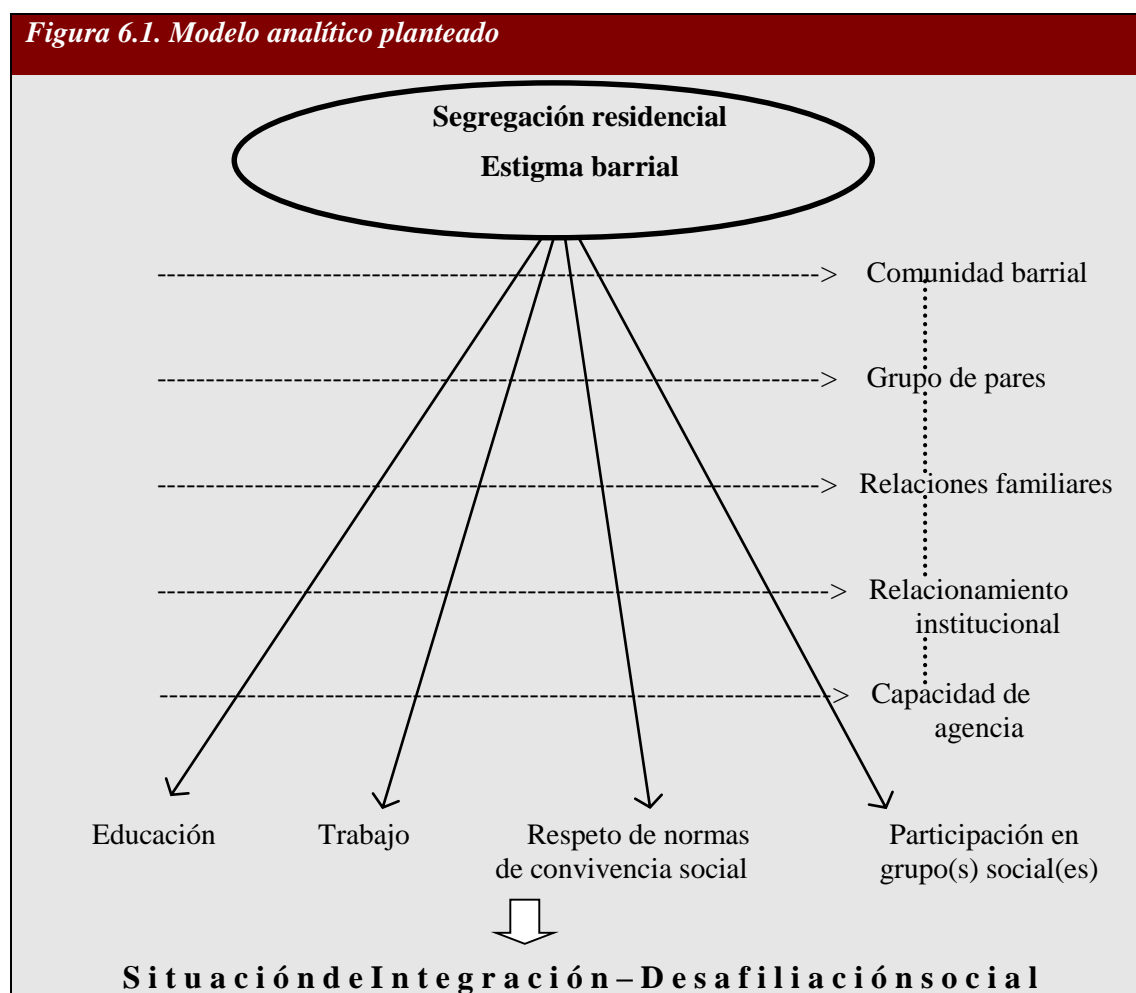 Figura 6.1. Modelo analítico planteado
Segregación residencial
Estigma barrial
Comunidad barrial
Grupo de pares
Relaciones familiares
Relacionamiento
institucional
Capacidad de
agencia
Educación
Trabajo
Respeto de normas
de convivencia social
Participación en
grupo(s) social(es)
S i t u a c i ó n d e I n t e g r a c i ó n – D e s a f i l i a c i ó n s o c i a l